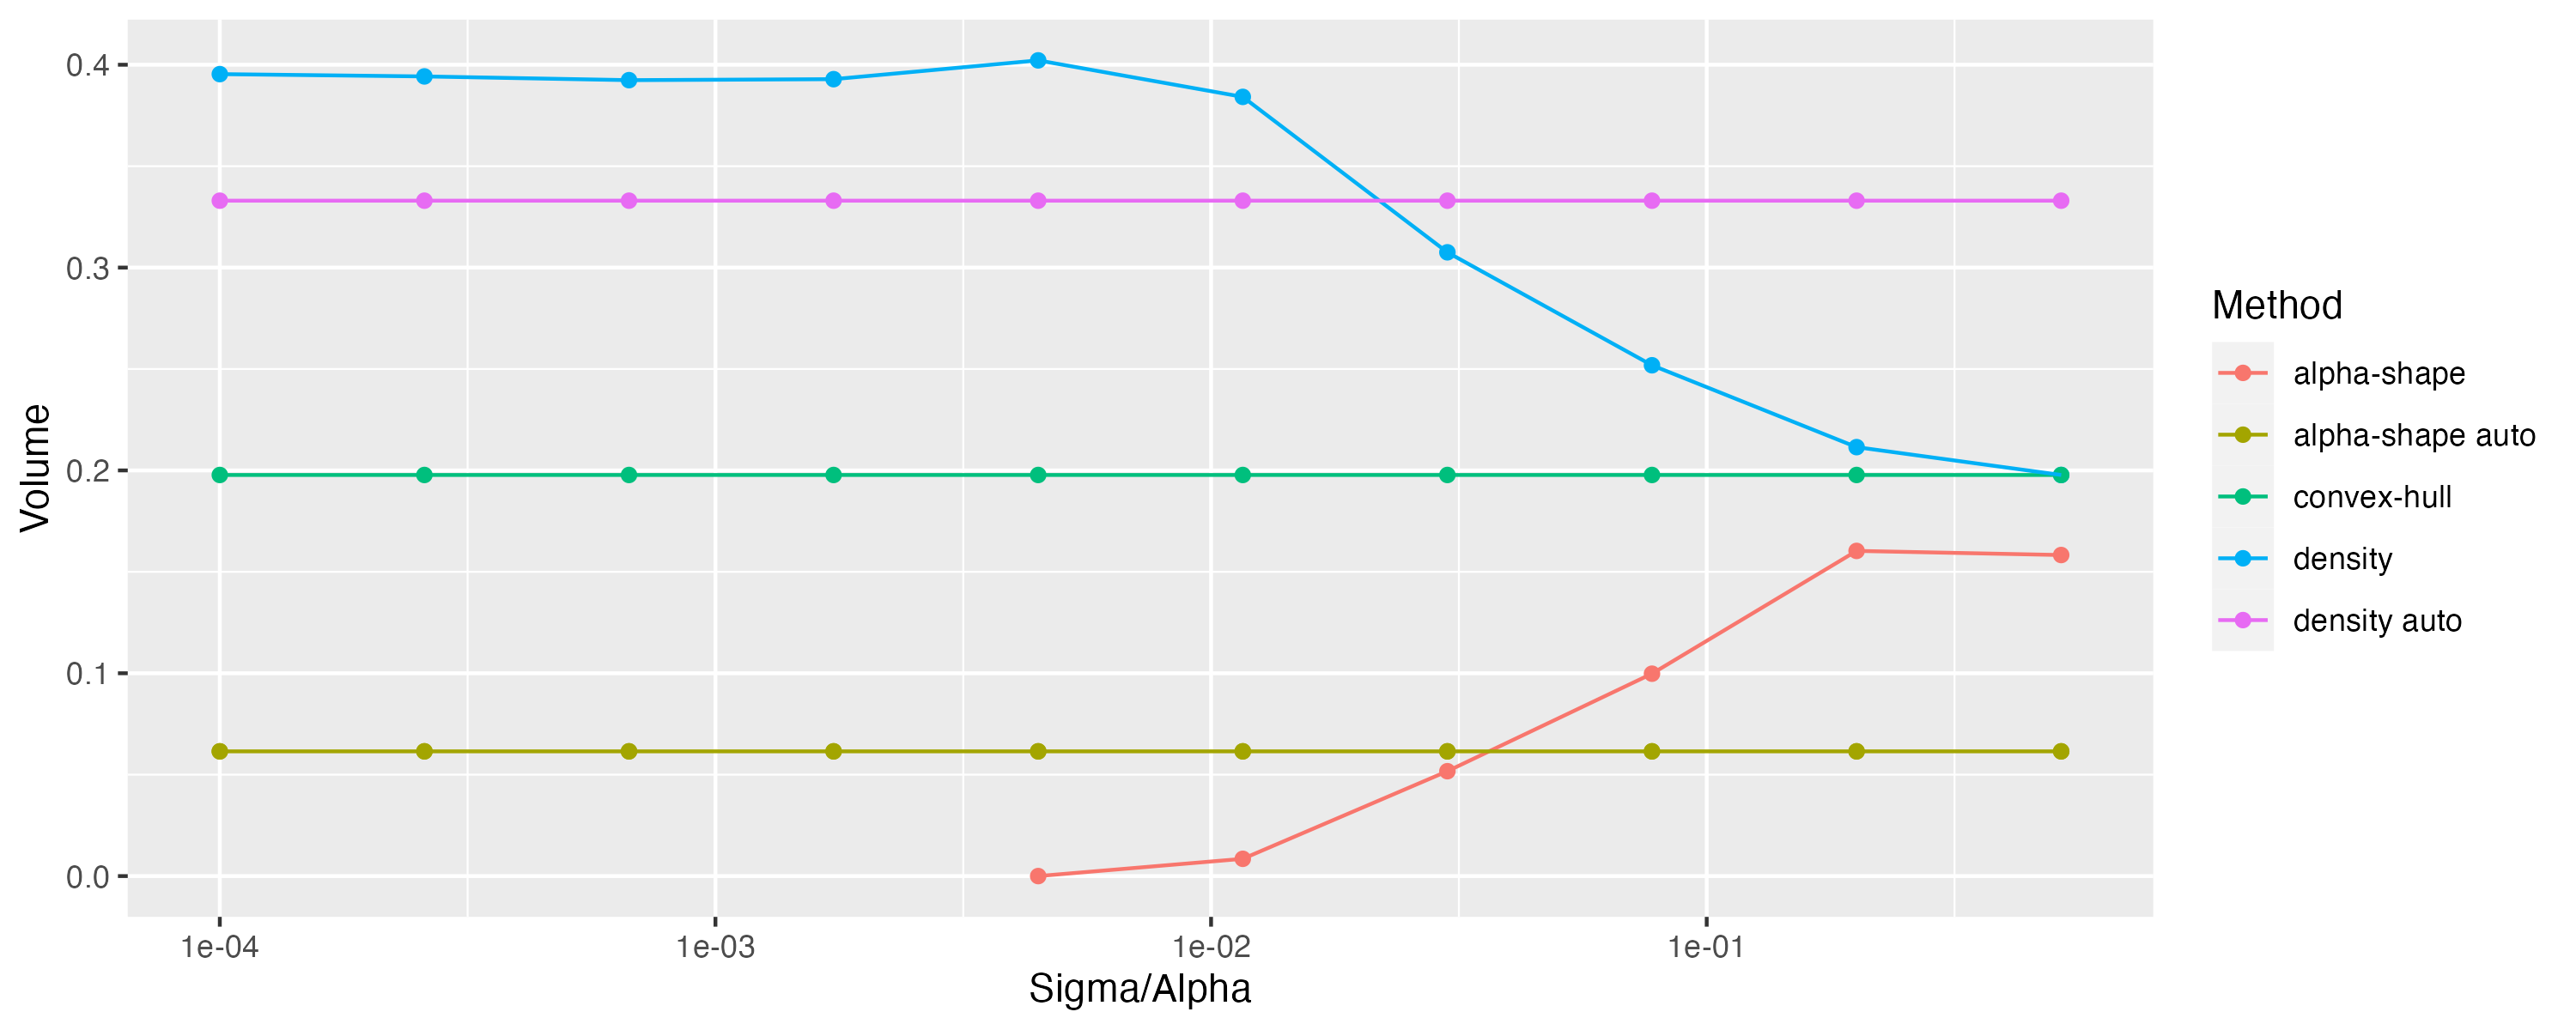 0.4
0.3
0.2
0.1
0.0
Volume
1e-04
1e-03
1e-02
1e-01
Sigma/Alpha
Method
alpha-shape
alpha-shape auto
convex-hull
density
density auto